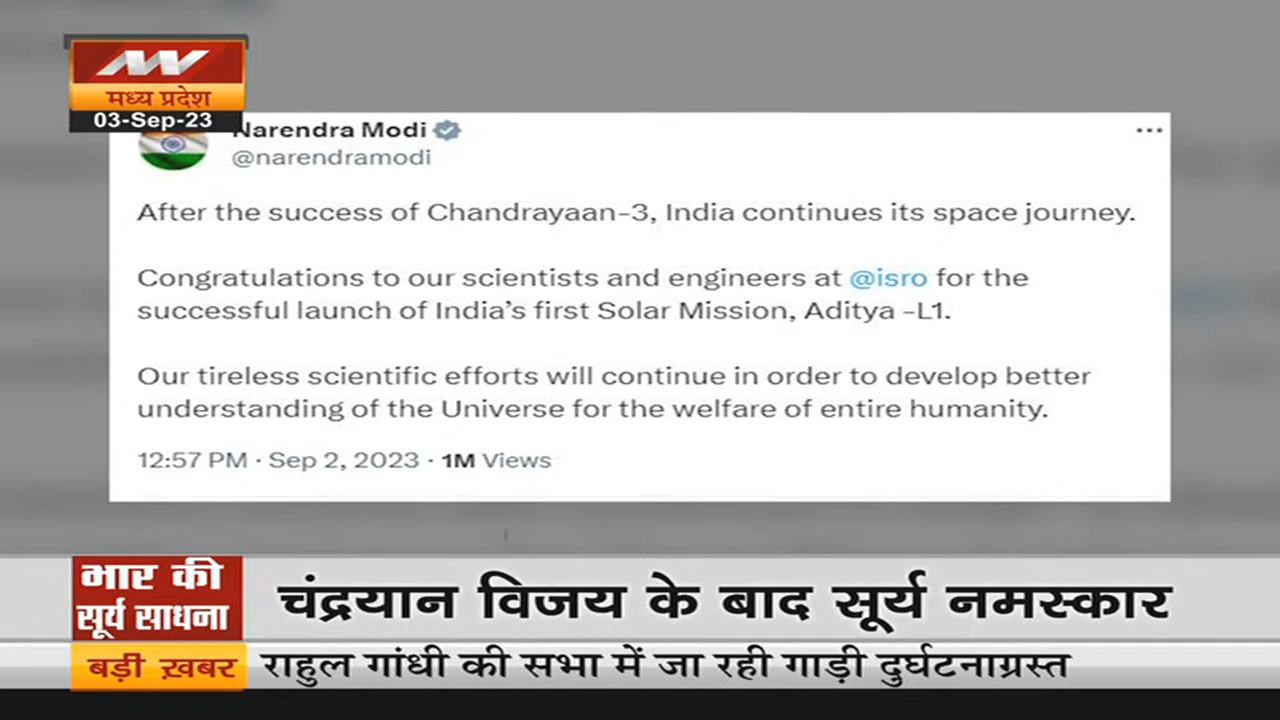 NV
मध्य प्रदेश
03-Sep-23
Narendra Modi
@narendramodi
After the success of Chandrayaan-3, India continues its space journey.
Congratulations to our scientists and engineers at @isro for the
successful launch of India’s first Solar Mission, Aditya -L1.
Our tireless scientific efforts will continue in order to develop better
understanding of the Universe for the welfare of entire humanity.
12:57 PM · Sep 2, 2023 · 1M Views
भार की
सूर्य साधना
चंद्रयान विजय के बाद सूर्य नमस्कार
बड़ी ख़बर
राहुल गांधी की सभा में जा रही गाड़ी दुर्घटनाग्रस्त